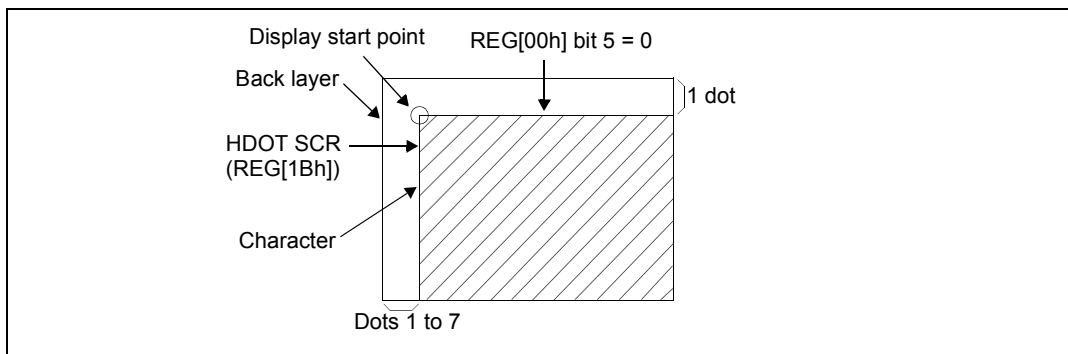 Display start point
REG[00h] bit 5 = 0
Back layer
1 dot
HDOT SCR
(REG[1Bh])
Character
Dots 1 to 7